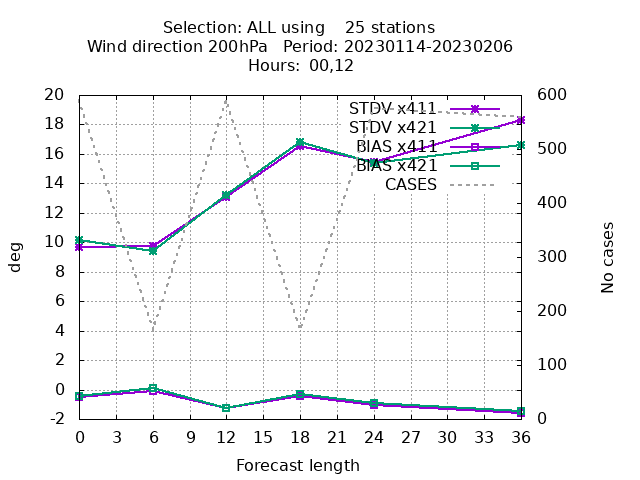 Selection: ALL using    25 stations
Wind direction 200hPa   Period: 20230114-20230206
Hours: 00,12
20
18
16
14
12
10
8
6
4
2
0
-2
deg
STDV x411
STDV x421
BIAS x411
BIAS x421
CASES
600
500
400
300
200
100
0
No cases
0 3 6 9 12 15 18 21 24 27 30 33 36
Forecast length